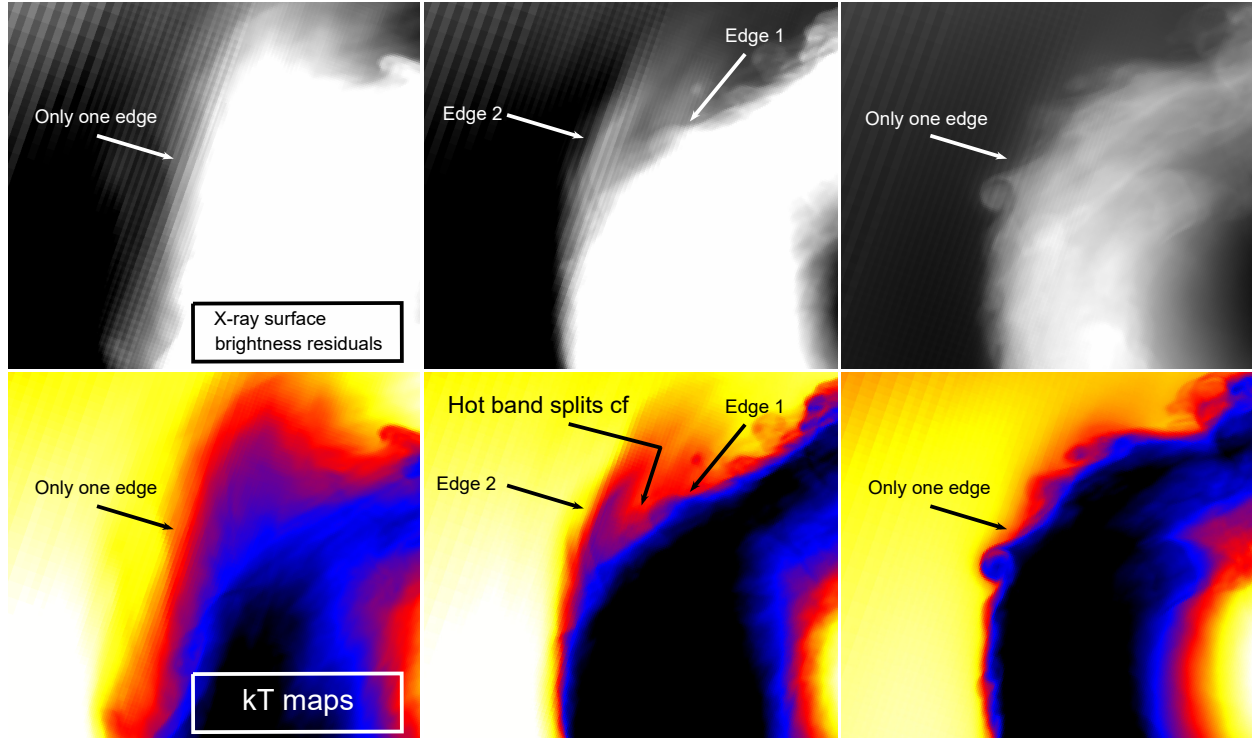 Only one edge
X-ray surface
brightness residuals
Edge 1
Edge 2
Only one edge
Only one edge
kT maps
Hot band splits cf
Edge 1
Edge 2
Only one edge